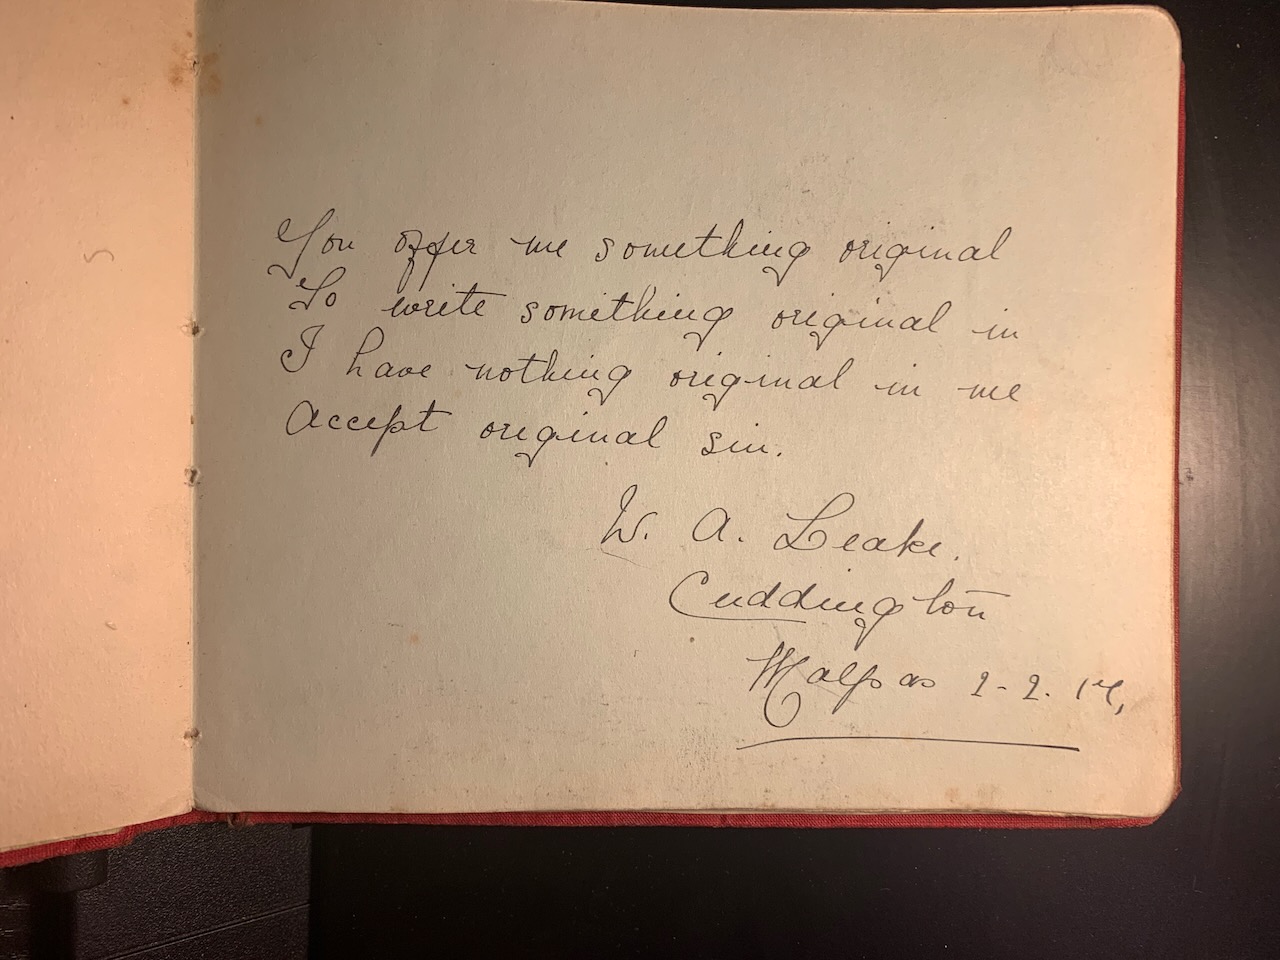 You offer me something original
To write something original in
I have nothing original in me
Accept original sin.
W. A. Leake.
Cuddington
Malpas 2-2. 14,